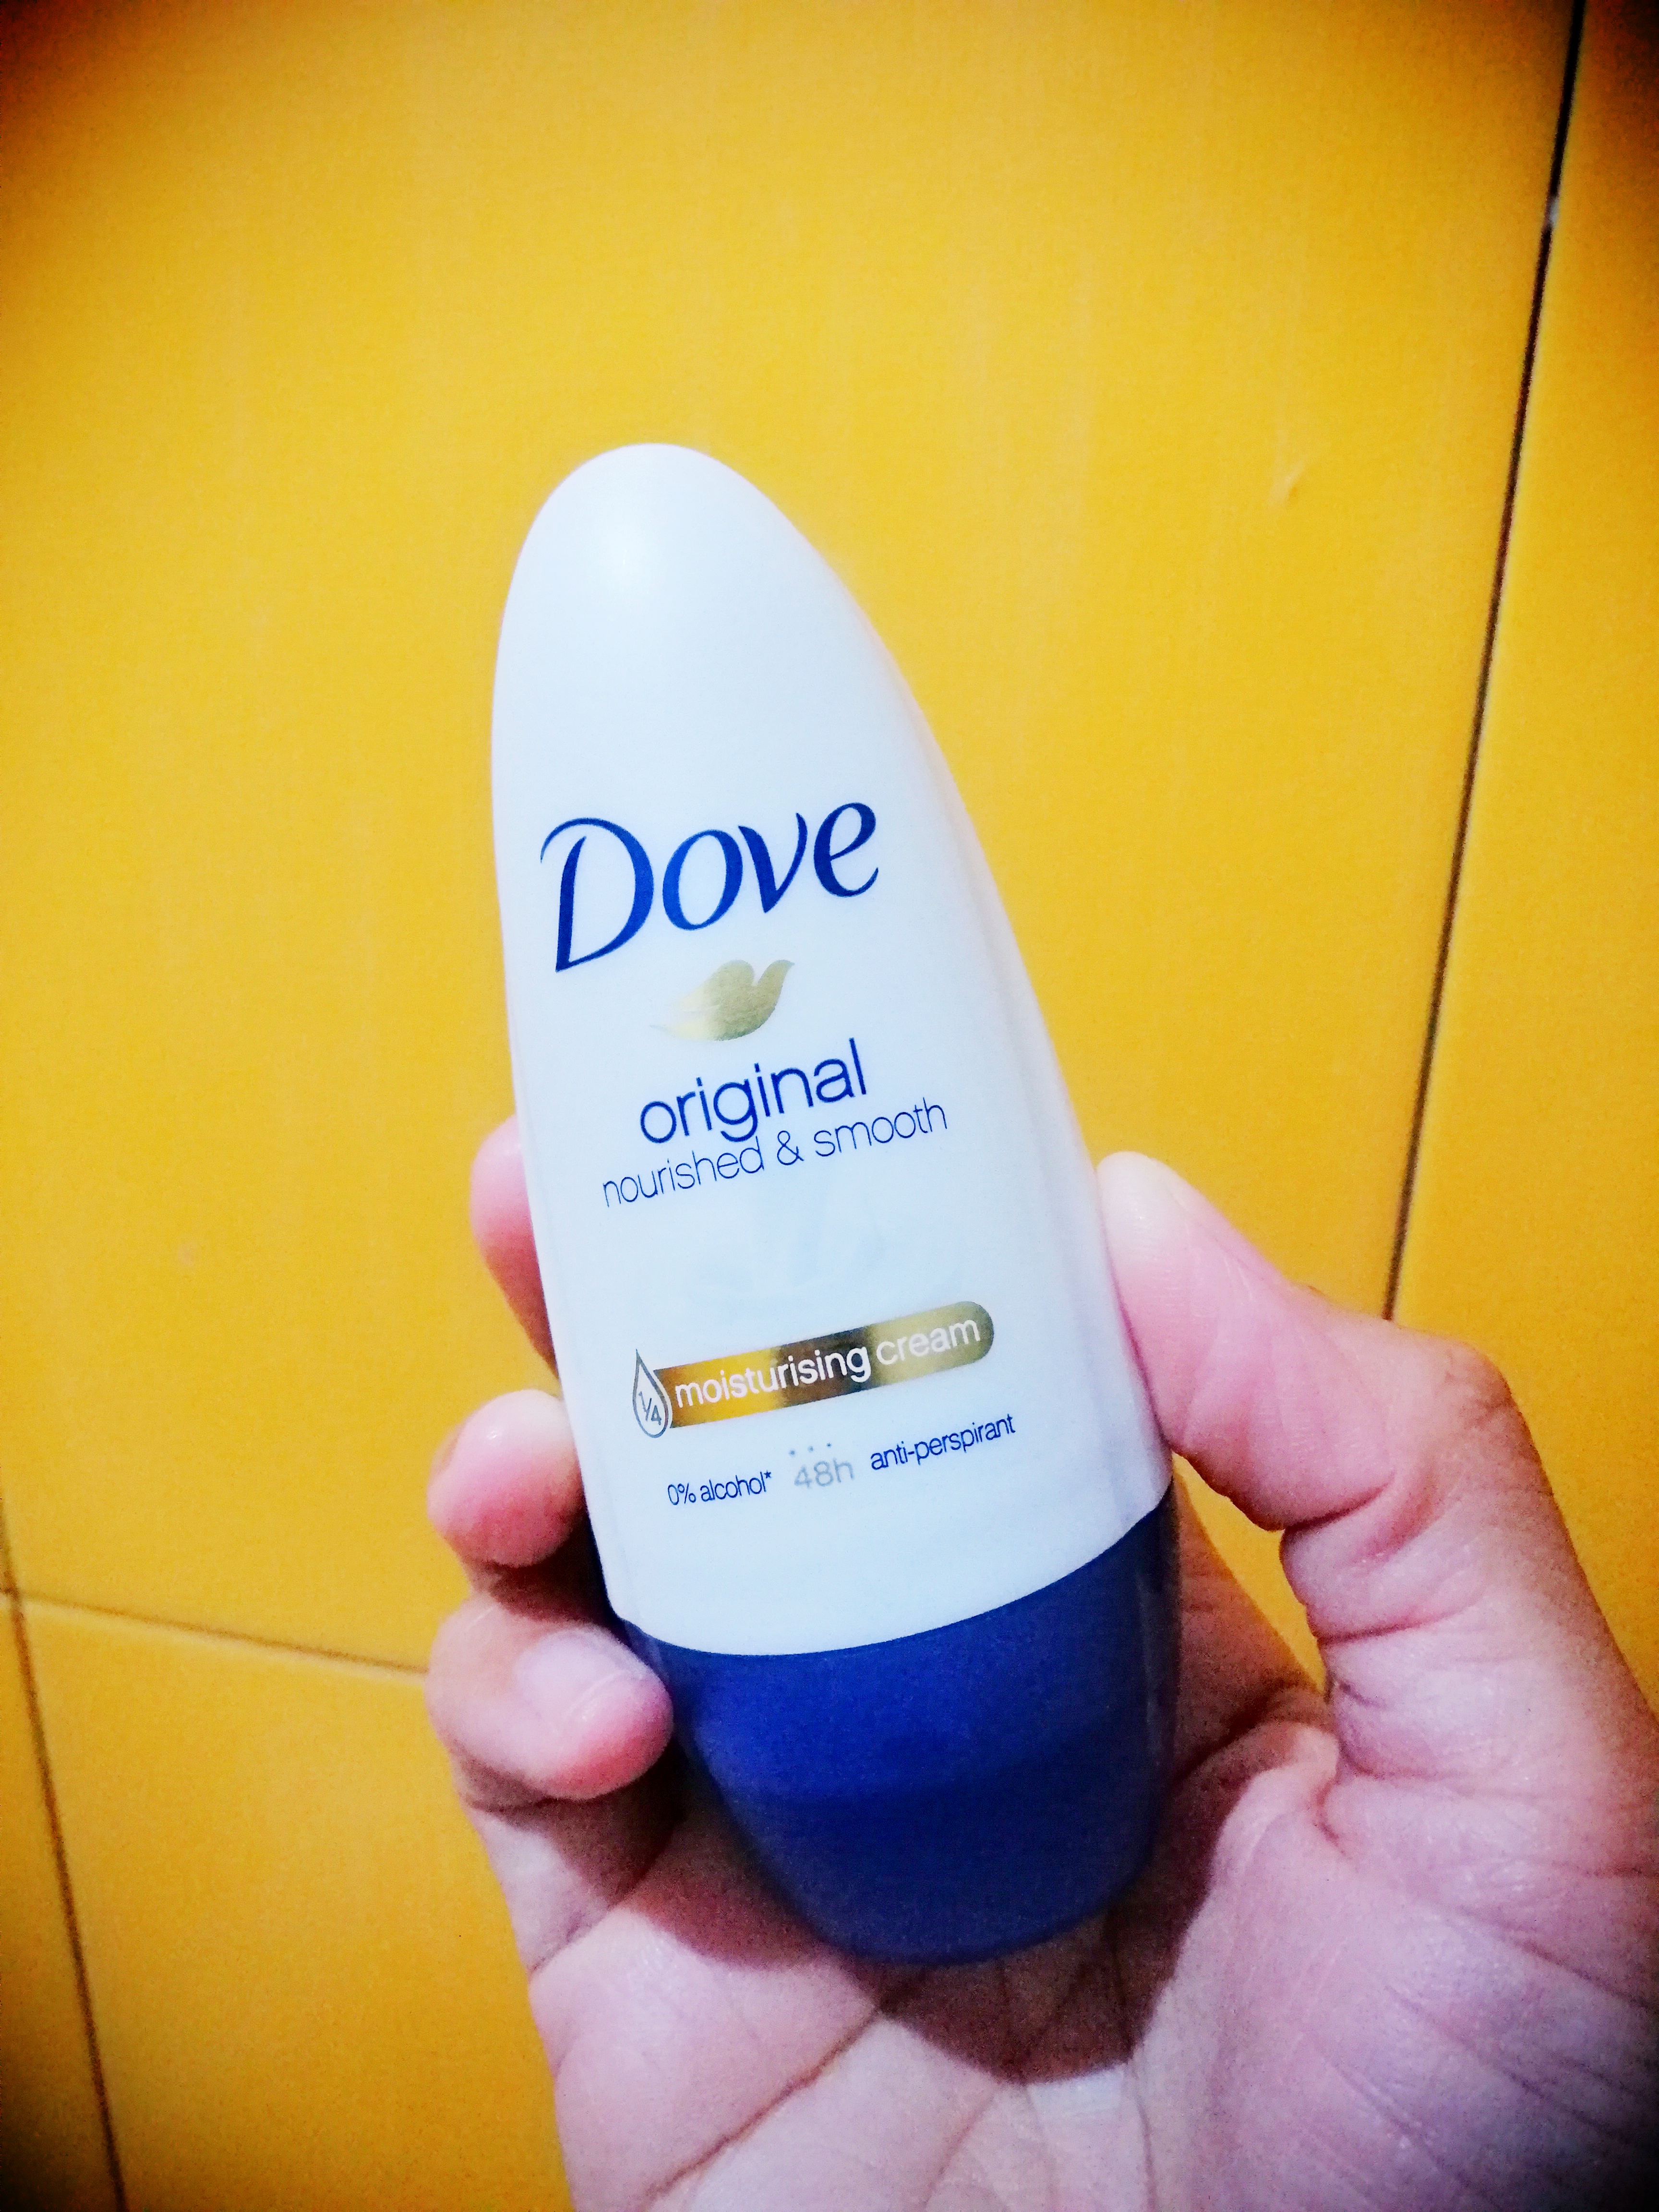 Dove
original
nourished & smooth
1/4 moisturising cream
0% alcohol* 48h anti-perspirant